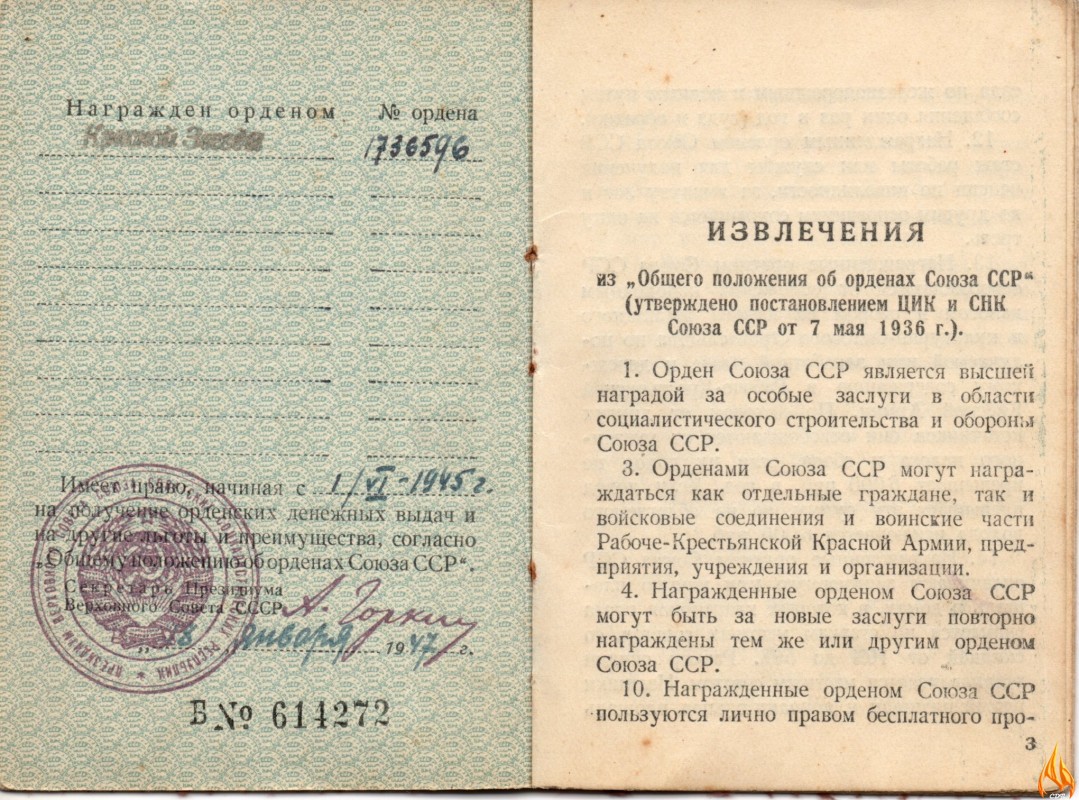 Награжден орденом № ордена
Красной Звезды 1736596
Имеет право, начиная с 1/VI-1945 г.
на получение орденских денежных выдач и
на другие льготы и преимущества, согласно
„Общему положению об орденах Союза ССР“.
Секретарь Президиума
Верховного Совета СССР А. Горкин
„18“ января 1947 г.
Б № 614272
ИЗВЛЕЧЕНИЯ
из „Общего положения об орденах Союза ССР“
(утверждено постановлением ЦИК и СНК
Союза ССР от 7 мая 1936 г.).
1. Орден Союза ССР является высшей
наградой за особые заслуги в области
социалистического строительства и обороны
Союза ССР.
3. Орденами Союза ССР могут награ-
ждаться как отдельные граждане, так и
войсковые соединения и воинские части
Рабоче-Крестьянской Красной Армии, пред-
приятия, учреждения и организации.
4. Награжденные орденом Союза ССР
могут быть за новые заслуги повторно
награждены тем же или другим орденом
Союза ССР.
10. Награжденные орденом Союза ССР
пользуются лично правом бесплатного про-
3